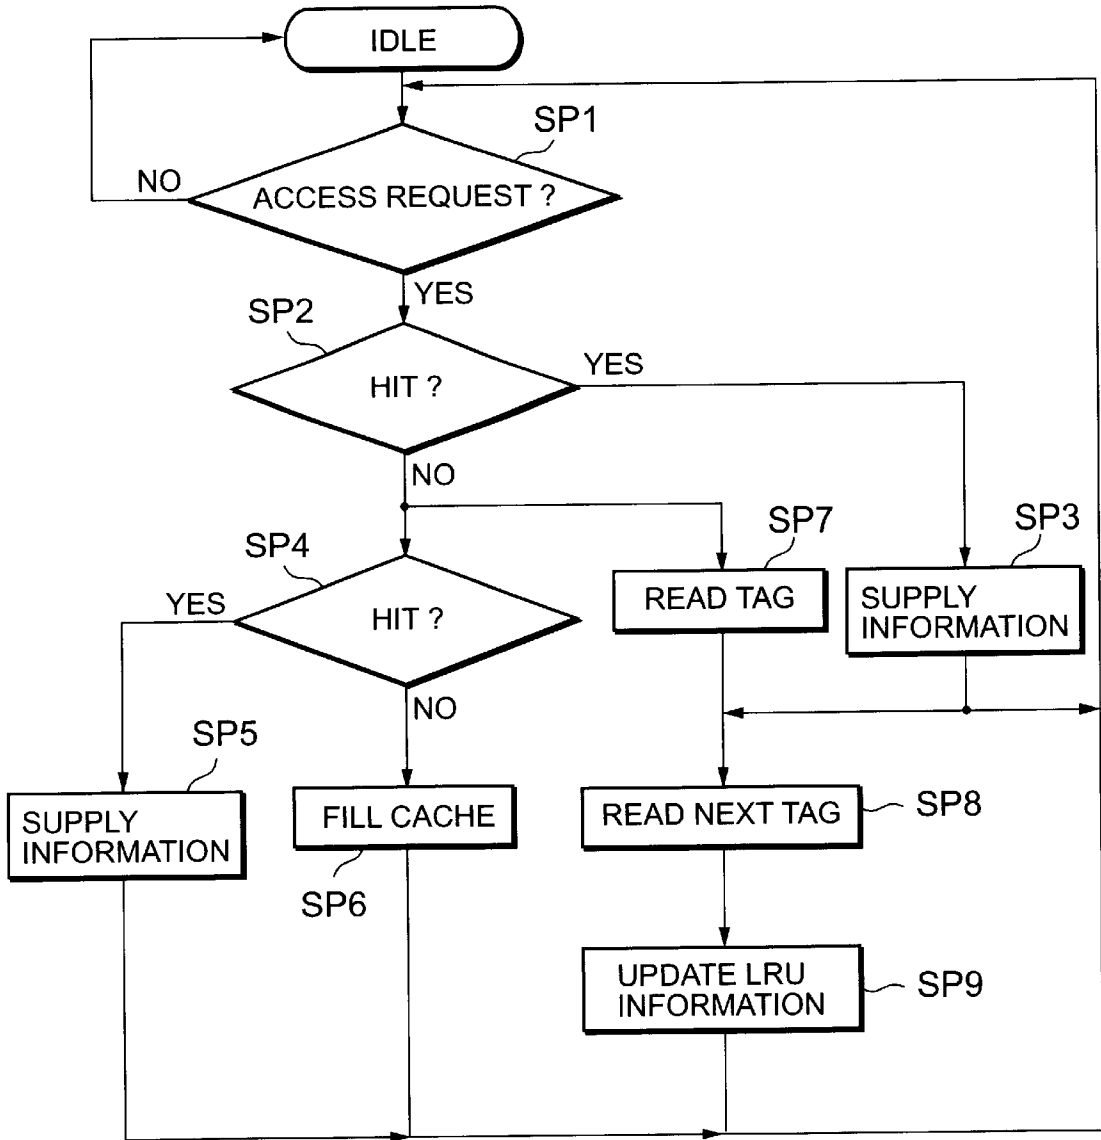 IDLE
SP1
NO
ACCESS REQUEST ?
YES
SP2
YES
HIT ?
NO
SP7
SP3
SP4
YES
HIT ?
READ TAG
SUPPLY
INFORMATION
NO
SP5
SUPPLY
INFORMATION
FILL CACHE
READ NEXT TAG
SP8
SP6
UPDATE LRU
INFORMATION
SP9